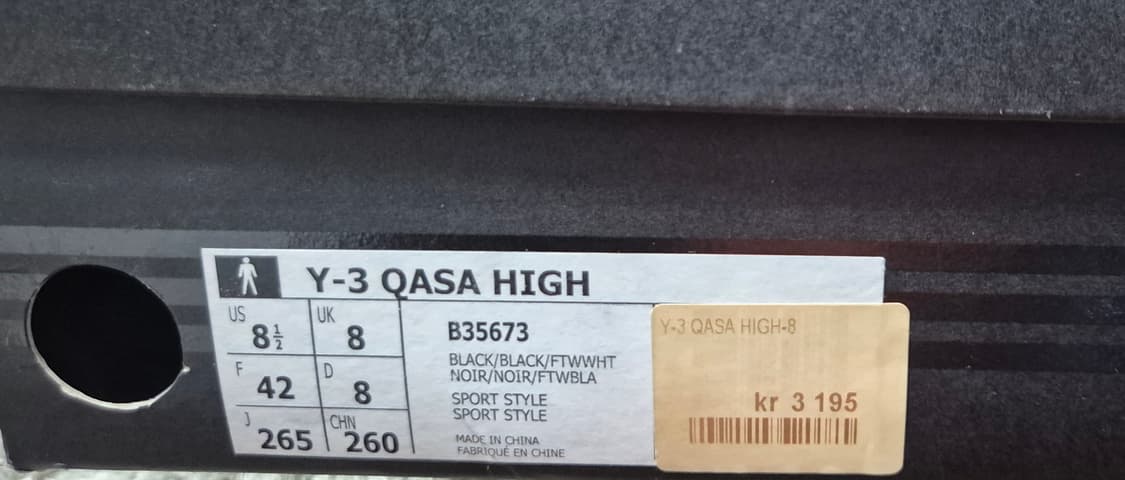 Y-3 QASA HIGH
US 8½ UK 8
F 42 D 8
J 265 CHN 260
B35673
BLACK/BLACK/FTWWHT
NOIR/NOIR/FTWBLA
SPORT STYLE
SPORT STYLE
MADE IN CHINA
FABRIQUÉ EN CHINE
Y-3 QASA HIGH-8
kr 3 195